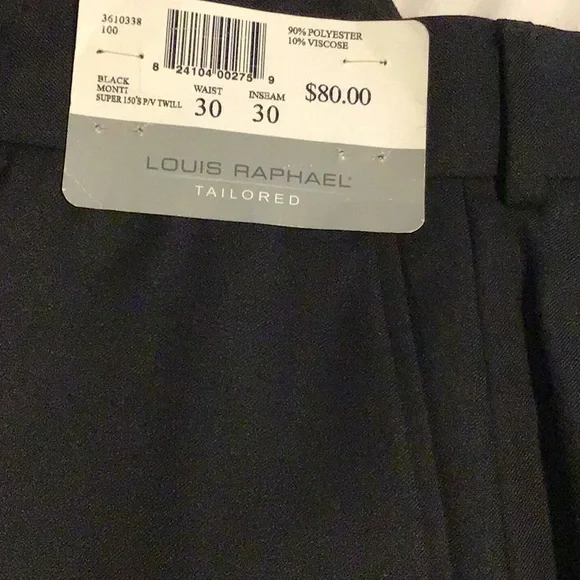 3610338
100
90% POLYESTER
10% VISCOSE
8 24104 00275 9
BLACK
MONTI
SUPER 150'S P/V TWILL
WAIST
30
INSEAM
30
$80.00
LOUIS RAPHAEL
TAILORED